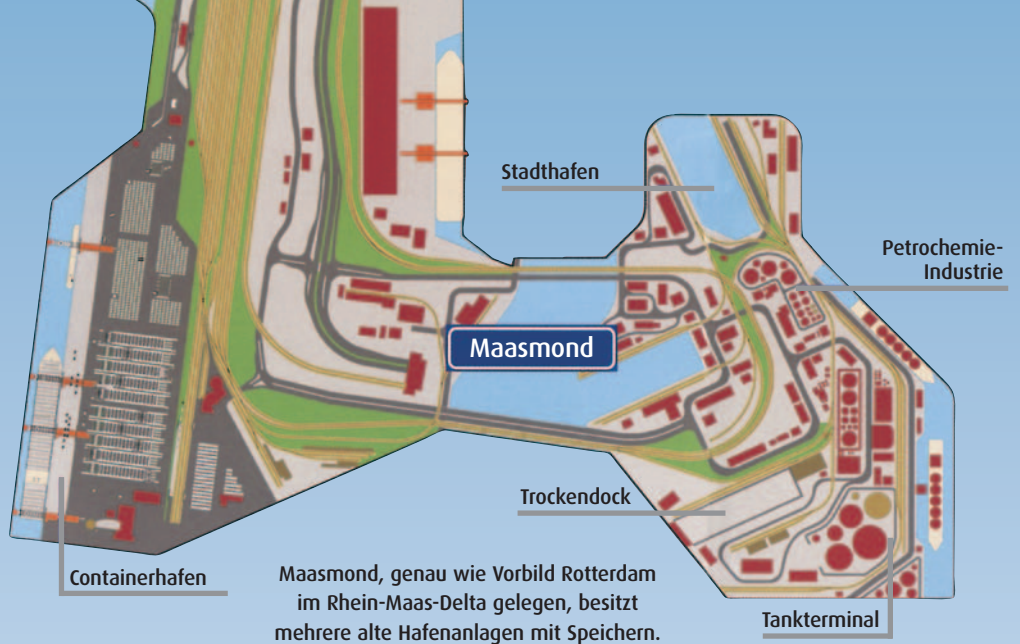 Stadthafen
Petrochemie-
Industrie
Maasmond
Trockendock
Containerhafen
Maasmond, genau wie Vorbild Rotterdam
im Rhein-Maas-Delta gelegen, besitzt
mehrere alte Hafenanlagen mit Speichern.
Tankterminal